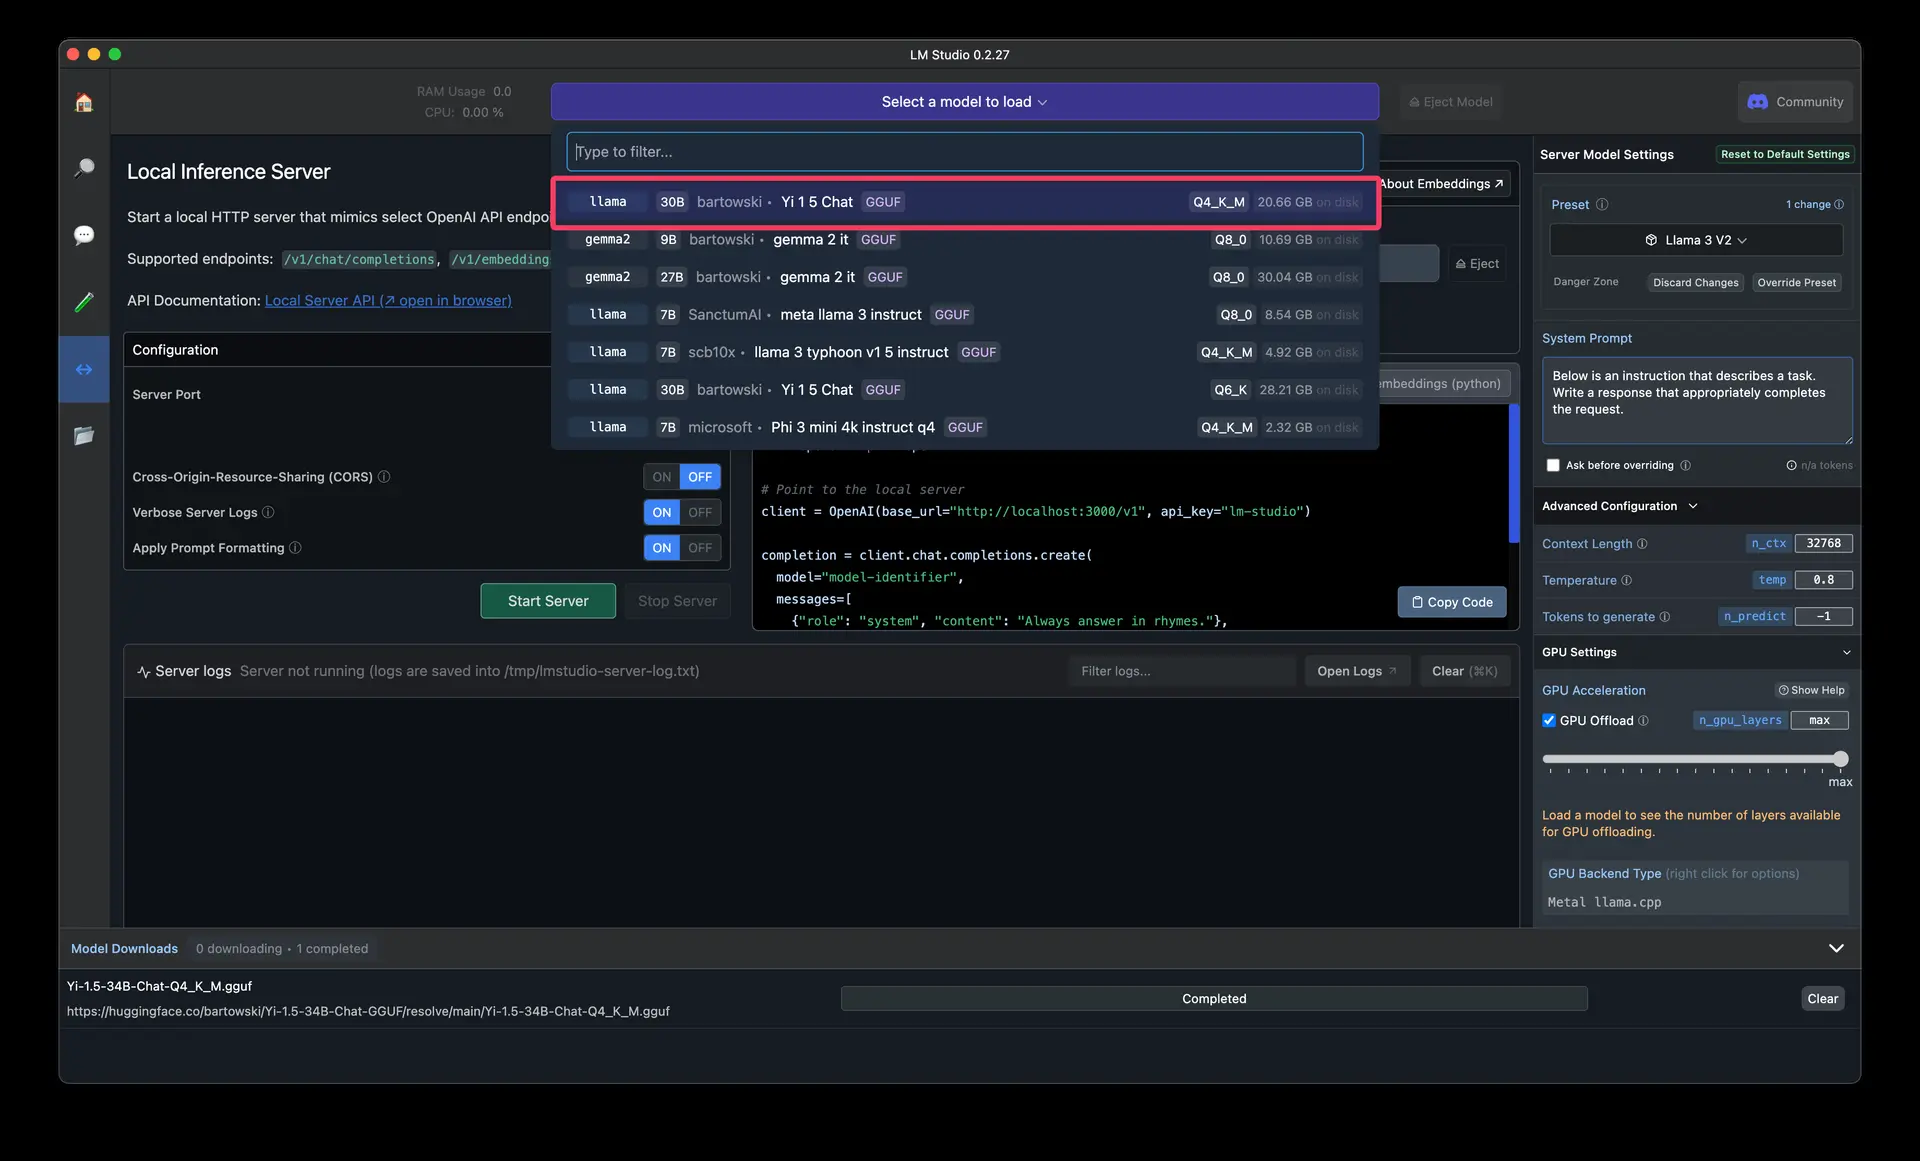 LM Studio 0.2.27
RAM Usage 0.0
CPU: 0.00 %
Select a model to load
Eject Model
Community
Type to filter...
llama 30B bartowski · Yi 1 5 Chat GGUF Q4_K_M 20.66 GB on disk
gemma2 9B bartowski · gemma 2 it GGUF Q8_0 10.69 GB on disk
gemma2 27B bartowski · gemma 2 it GGUF Q8_0 30.04 GB on disk
llama 7B SanctumAI · meta llama 3 instruct GGUF Q8_0 8.54 GB on disk
llama 7B scb10x · llama 3 typhoon v1 5 instruct GGUF Q4_K_M 4.92 GB on disk
llama 30B bartowski · Yi 1 5 Chat GGUF Q6_K 28.21 GB on disk
llama 7B microsoft · Phi 3 mini 4k instruct q4 GGUF Q4_K_M 2.32 GB on disk
Local Inference Server
Start a local HTTP server that mimics select OpenAI API endpo
Supported endpoints: /v1/chat/completions, /v1/embedding
API Documentation: Local Server API (↗ open in browser)
About Embeddings ↗
Eject
embeddings (python)
Configuration
Server Port
Cross-Origin-Resource-Sharing (CORS) ON OFF
Verbose Server Logs ON OFF
Apply Prompt Formatting ON OFF
Start Server
Stop Server
# Point to the local server
client = OpenAI(base_url="http://localhost:3000/v1", api_key="lm-studio")
completion = client.chat.completions.create(
model="model-identifier",
messages=[
{"role": "system", "content": "Always answer in rhymes."},
Copy Code
Server logs Server not running (logs are saved into /tmp/lmstudio-server-log.txt)
Filter logs...
Open Logs ↗
Clear (⌘K)
Server Model Settings
Reset to Default Settings
Preset
1 change
Llama 3 V2
Danger Zone
Discard Changes
Override Preset
System Prompt
Below is an instruction that describes a task.
Write a response that appropriately completes
the request.
Ask before overriding
n/a tokens
Advanced Configuration
Context Length n_ctx 32768
Temperature temp 0.8
Tokens to generate n_predict -1
GPU Settings
GPU Acceleration
Show Help
GPU Offload n_gpu_layers max
max
Load a model to see the number of layers available
for GPU offloading.
GPU Backend Type (right click for options)
Metal llama.cpp
Model Downloads 0 downloading • 1 completed
Yi-1.5-34B-Chat-Q4_K_M.gguf
https://huggingface.co/bartowski/Yi-1.5-34B-Chat-GGUF/resolve/main/Yi-1.5-34B-Chat-Q4_K_M.gguf
Completed
Clear